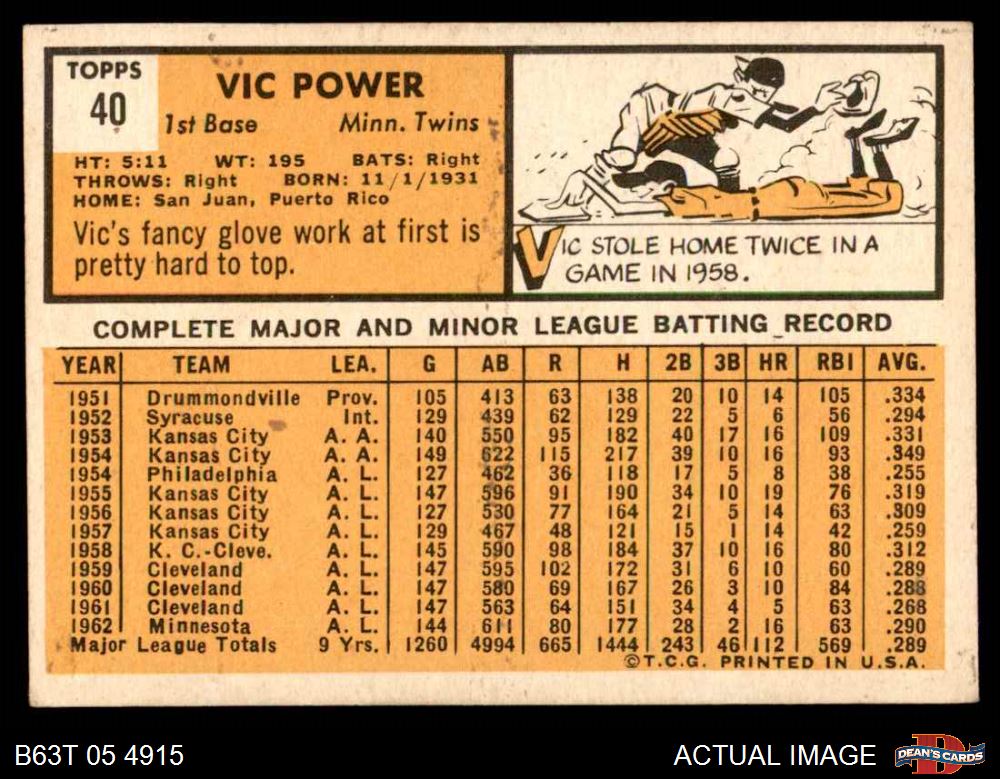 TOPPS
40
VIC POWER
1st Base Minn. Twins
HT: 5:11 WT: 195 BATS: Right
THROWS: Right BORN: 11/1/1931
HOME: San Juan, Puerto Rico
Vic's fancy glove work at first is
pretty hard to top.
VIC STOLE HOME TWICE IN A
GAME IN 1958.
COMPLETE MAJOR AND MINOR LEAGUE BATTING RECORD
YEAR TEAM LEA. G AB R H 2B 3B HR RBI AVG.
1951 Drummondville Prov. 105 413 63 138 20 10 14 105 .334
1952 Syracuse Int. 129 439 62 129 22 5 6 56 .294
1953 Kansas City A. A. 140 550 95 182 40 17 16 109 .331
1954 Kansas City A. A. 149 622 115 217 39 10 16 93 .349
1954 Philadelphia A. L. 127 462 36 118 17 5 8 38 .255
1955 Kansas City A. L. 147 596 91 190 34 10 19 76 .319
1956 Kansas City A. L. 127 530 77 164 21 5 14 63 .309
1957 Kansas City A. L. 129 467 48 121 15 1 14 42 .259
1958 K. C.-Cleve. A. L. 145 590 98 184 37 10 16 80 .312
1959 Cleveland A. L. 147 595 102 172 31 6 10 60 .289
1960 Cleveland A. L. 147 580 69 167 26 3 10 84 .288
1961 Cleveland A. L. 147 563 64 151 34 4 5 63 .268
1962 Minnesota A. L. 144 611 80 177 28 2 16 63 .290
Major League Totals 9 Yrs. 1260 4994 665 1444 243 46 112 569 .289
©T.C.G. PRINTED IN U.S.A.
B63T 05 4915 ACTUAL IMAGE DEAN'S CARDS